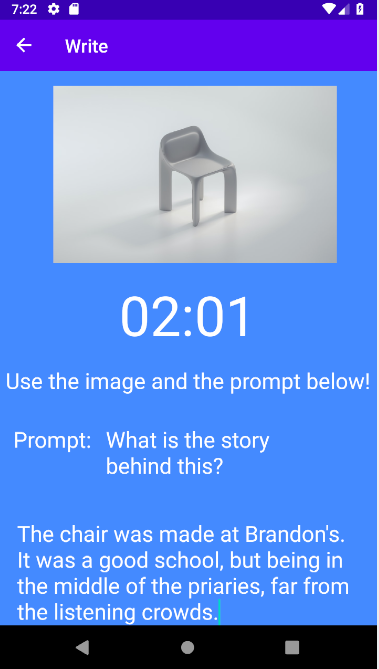 7:22
Write
02:01
Use the image and the prompt below!
Prompt: What is the story
behind this?
The chair was made at Brandon's.
It was a good school, but being in
the middle of the priaries, far from
the listening crowds.